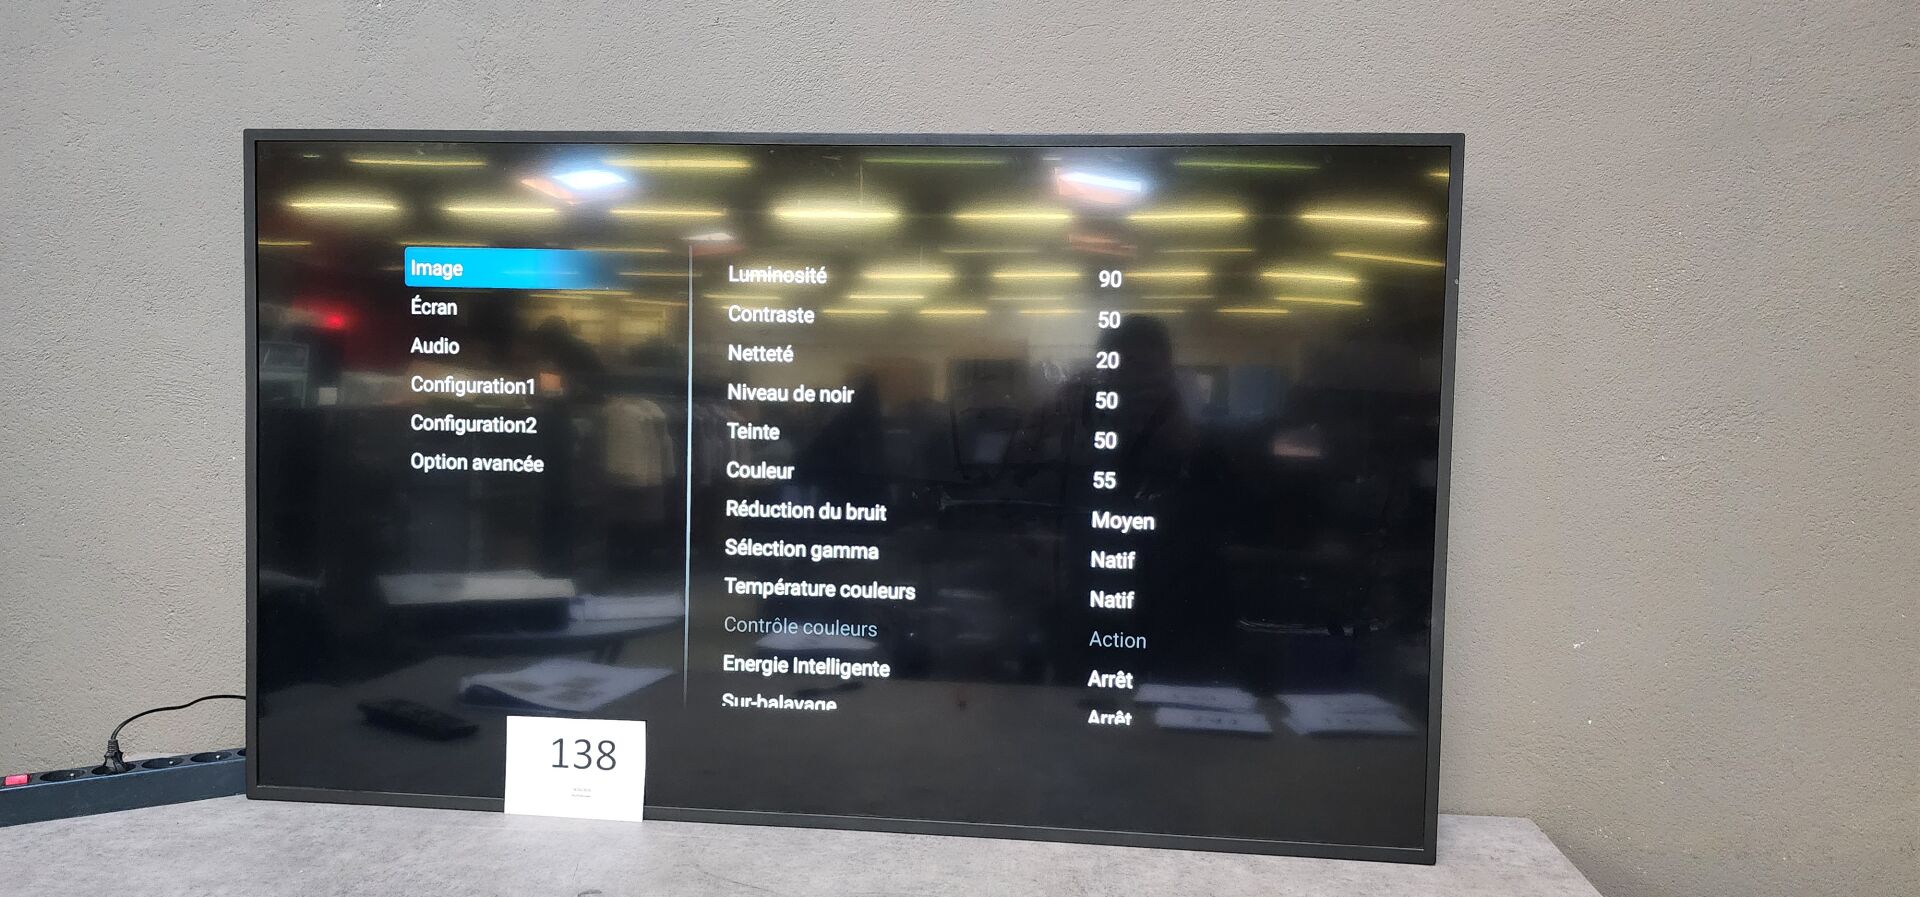 Image
Écran
Audio
Configuration1
Configuration2
Option avancée
Luminosité 90
Contraste 50
Netteté 20
Niveau de noir 50
Teinte 50
Couleur 55
Réduction du bruit Moyen
Sélection gamma Natif
Température couleurs Natif
Contrôle couleurs Action
Energie Intelligente Arrêt
Sur-balayage Arrêt
138